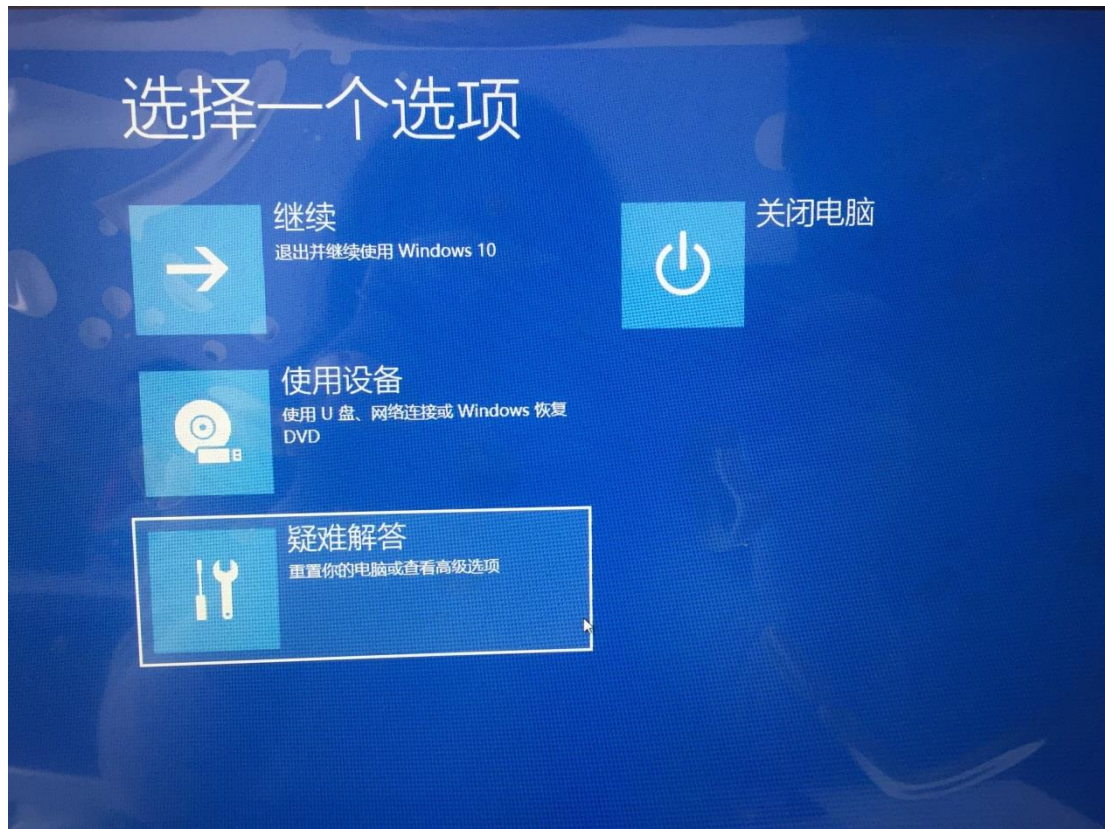 选择一个选项
继续
退出并继续使用 Windows 10
关闭电脑
使用设备
使用 U 盘、网络连接或 Windows 恢复
DVD
疑难解答
重置你的电脑或查看高级选项